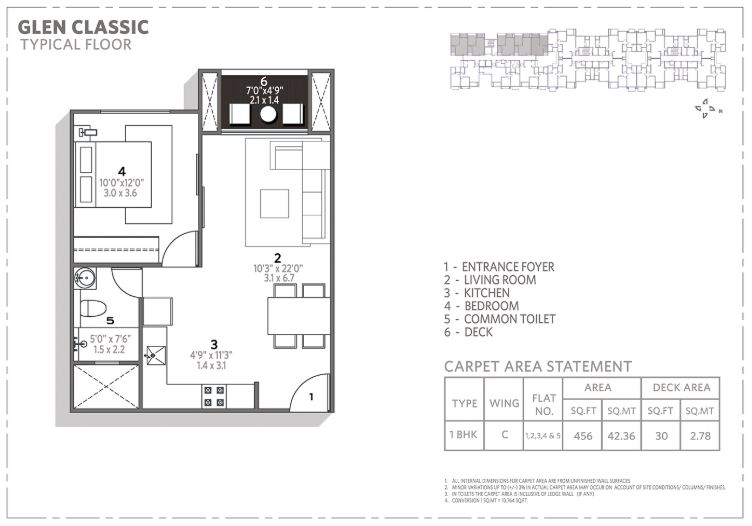 GLEN CLASSIC
TYPICAL FLOOR
6
7'0"x4'9"
2.1 x 1.4
4
10'0"x12'0"
3.0 x 3.6
2
10'3" x 22'0"
3.1 x 6.7
5
5'0" x 7'6"
1.5 x 2.2
3
4'9" x 11'3"
1.4 x 3.1
1
N
1 - ENTRANCE FOYER
2 - LIVING ROOM
3 - KITCHEN
4 - BEDROOM
5 - COMMON TOILET
6 - DECK
CARPET AREA STATEMENT
TYPE WING FLAT NO. AREA DECK AREA
SQ.FT SQ.MT SQ.FT SQ.MT
1 BHK C 1,2,3,4 & 5 456 42.36 30 2.78
1. ALL INTERNAL DIMENSIONS FOR CARPET AREA ARE FROM UNFINISHED WALL SURFACES
2. MINOR VARIATIONS UP TO (+/-) 3% IN ACTUAL CARPET AREA MAY OCCUR ON ACCOUNT OF SITE CONDITIONS/ COLUMNS/ FINISHES.
3. IN TOILETS THE CARPET AREA IS INCLUSIVE OF LEDGE WALL (IF ANY)
4. CONVERSION 1 SQ.MT = 10.764 SQ.FT.